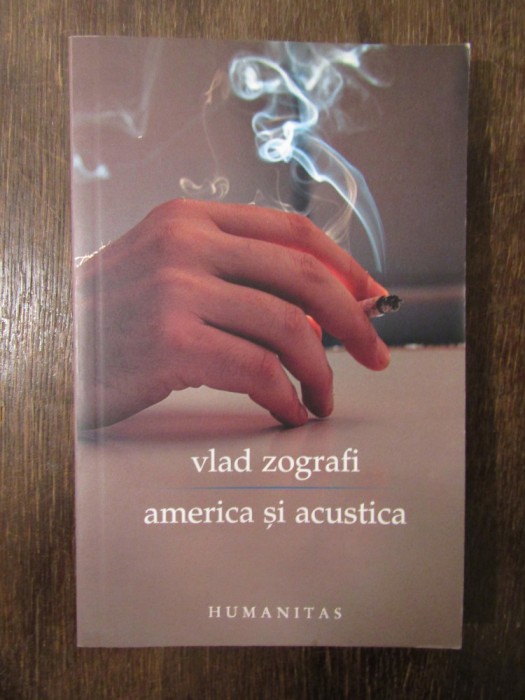 vlad zografi
america și acustica
HUMANITAS